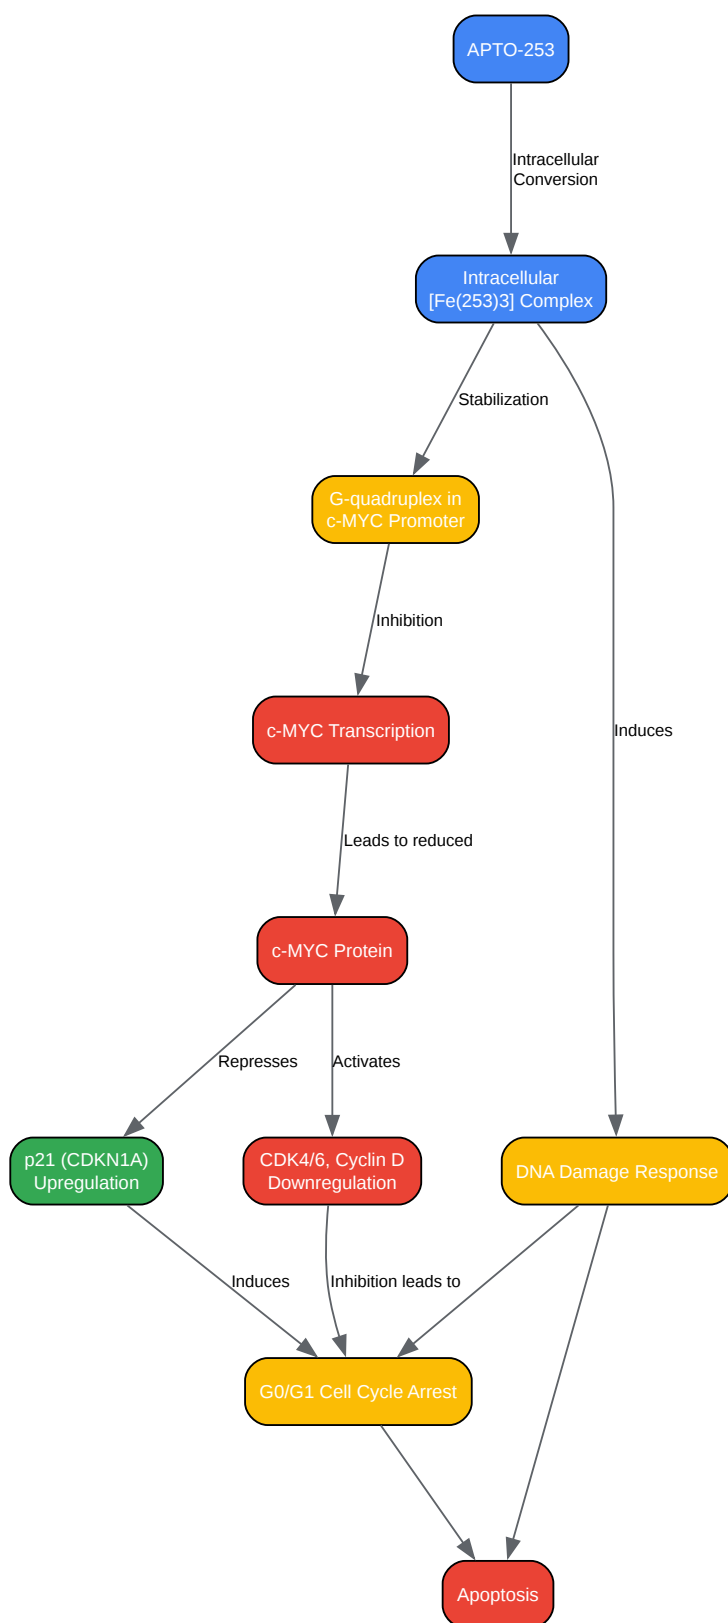 APTO-253
Intracellular
Conversion
Intracellular
[Fe(253)3] Complex
Stabilization
G-quadruplex in
c-MYC Promoter
Inhibition
c-MYC Transcription
Induces
Leads to reduced
c-MYC Protein
Represses
Activates
p21 (CDKN1A)
Upregulation
CDK4/6, Cyclin D
Downregulation
DNA Damage Response
Induces
Inhibition leads to
G0/G1 Cell Cycle Arrest
Apoptosis